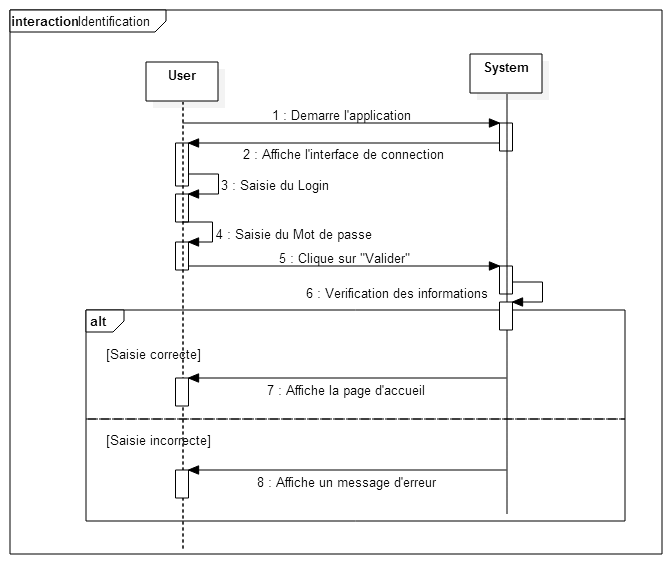 interaction Identification
User
System
1 : Demarre l'application
2 : Affiche l'interface de connection
3 : Saisie du Login
4 : Saisie du Mot de passe
5 : Clique sur "Valider"
6 : Verification des informations
alt
[Saisie correcte]
7 : Affiche la page d'accueil
[Saisie incorrecte]
8 : Affiche un message d'erreur